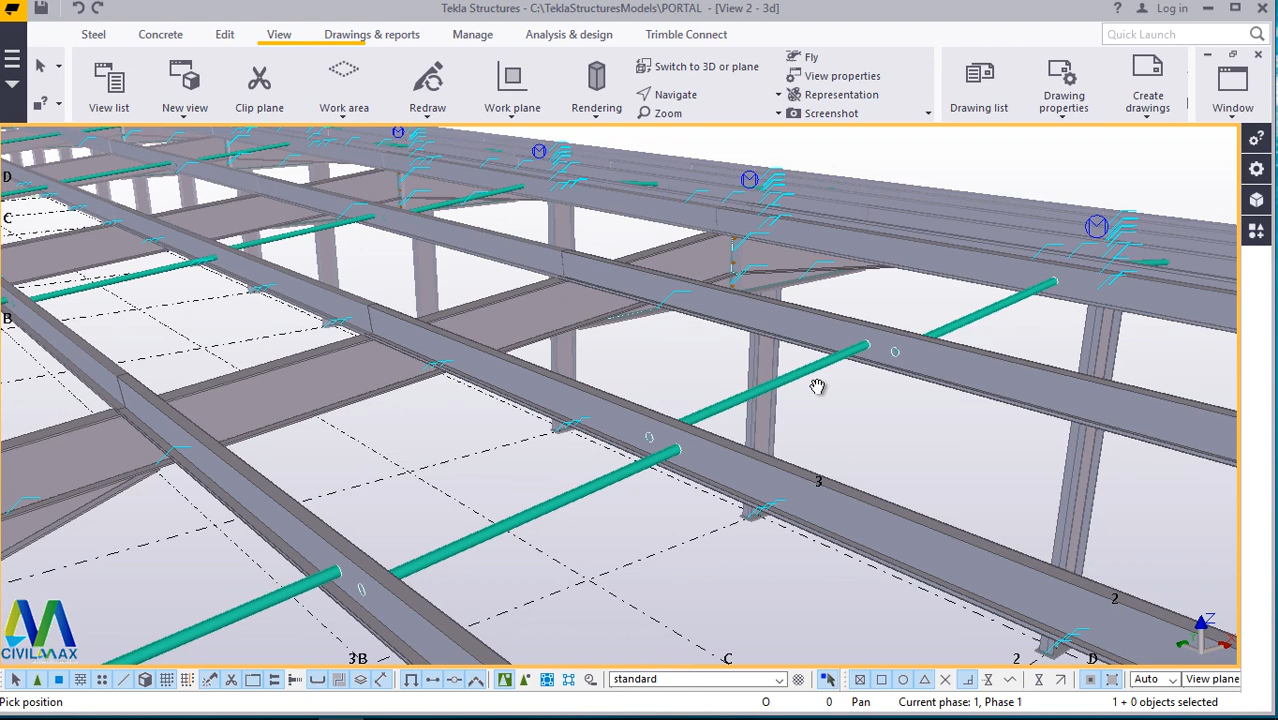 Tekla Structures - C:\TeklaStructuresModels\PORTAL - [View 2 - 3d]
Log in
Steel Concrete Edit View Drawings & reports Manage Analysis & design Trimble Connect Quick Launch
View list
New view
Clip plane
Work area
Redraw
Work plane
Rendering
Switch to 3D or plane
Navigate
Zoom
Fly
View properties
Representation
Screenshot
Drawing list
Drawing properties
Create drawings
Window
M M M M
D
C
B
3
2
3B C 2 D
Z
CIVILMAX
standard Auto View plane
Pick position O 0 Pan Current phase: 1, Phase 1 1 + 0 objects selected